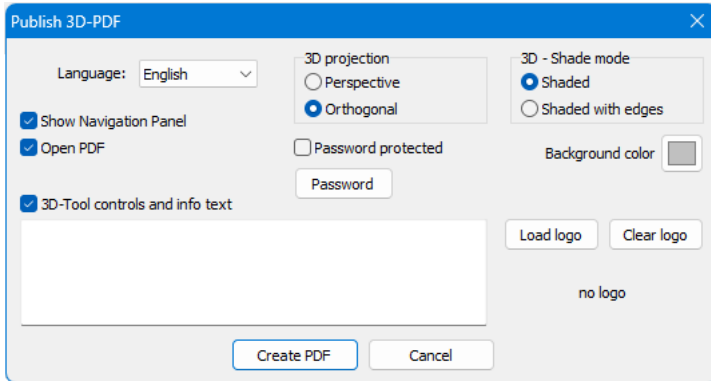 Publish 3D-PDF
Language: English
3D projection
Perspective
Orthogonal
3D - Shade mode
Shaded
Shaded with edges
Show Navigation Panel
Open PDF
Password protected
Background color
Password
3D-Tool controls and info text
Load logo
Clear logo
no logo
Create PDF
Cancel